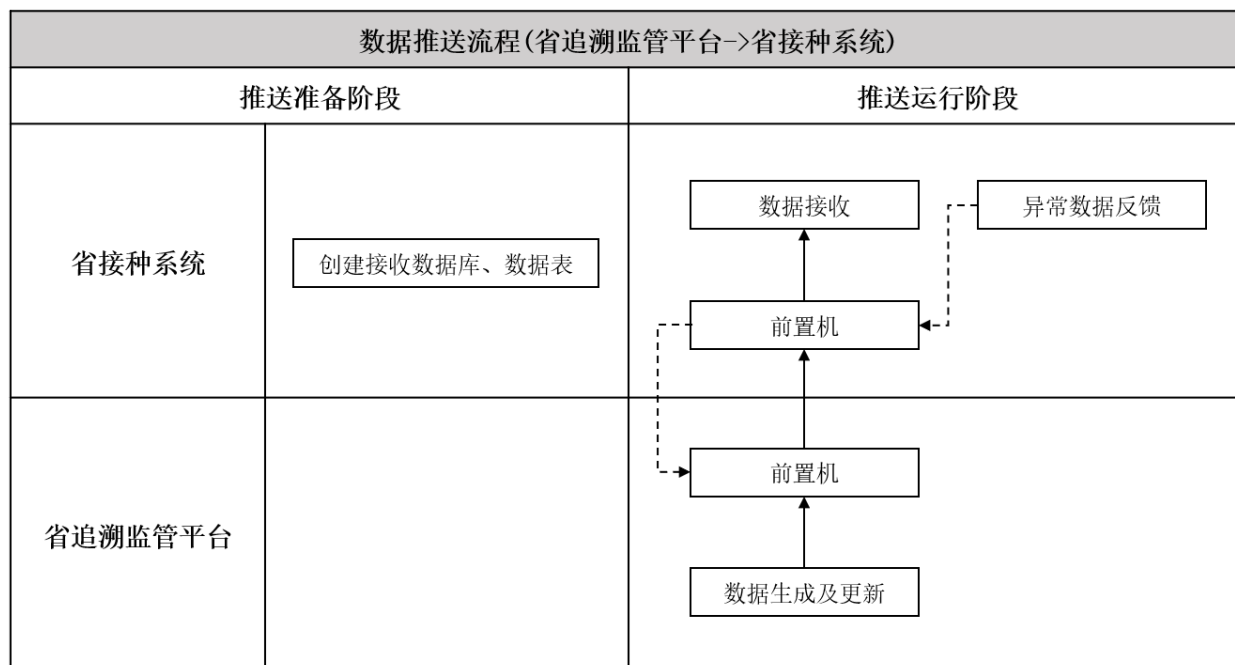 数据推送流程(省追溯监管平台->省接种系统)
推送准备阶段
推送运行阶段
省接种系统
创建接收数据库、数据表
数据接收
异常数据反馈
前置机
省追溯监管平台
前置机
数据生成及更新